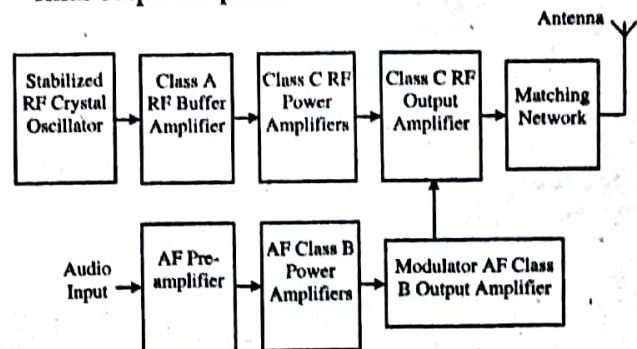 Antenna
Stabilized
RF Crystal
Oscillator
Class A
RF Buffer
Amplifier
Class C RF
Power
Amplifiers
Class C RF
Output
Amplifier
Matching
Network
Audio
Input
AF Pre-
amplifier
AF Class B
Power
Amplifiers
Modulator AF Class
B Output Amplifier